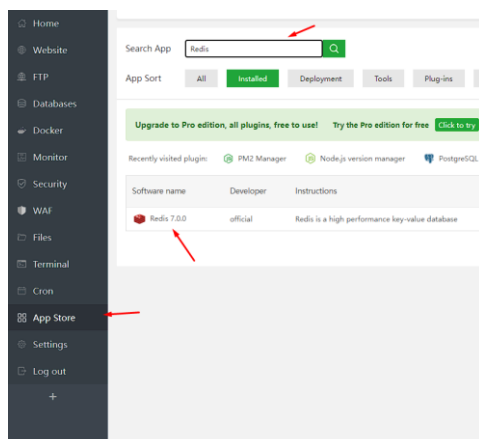 Home
Website
FTP
Databases
Docker
Monitor
Security
WAF
Files
Terminal
Cron
App Store
Settings
Log out
+
Search App Redis
App Sort All Installed Deployment Tools Plug-ins
Upgrade to Pro edition, all plugins, free to use! Try the Pro edition for free Click to try
Recently visited plugin: PM2 Manager Node.js version manager PostgreSQL
Software name Developer Instructions
Redis 7.0.0 official Redis is a high performance key-value database